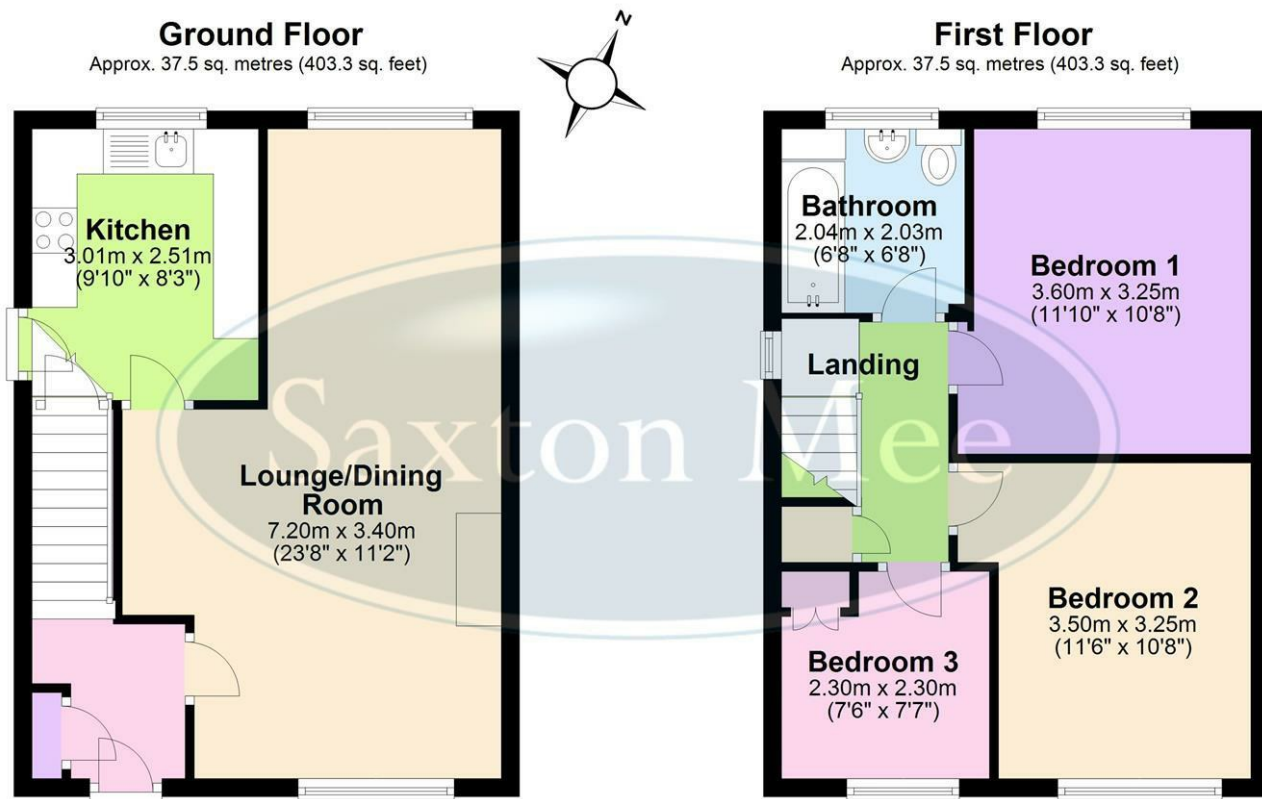 Ground Floor
Approx. 37.5 sq. metres (403.3 sq. feet)
N
First Floor
Approx. 37.5 sq. metres (403.3 sq. feet)
Kitchen
3.01m x 2.51m
(9'10" x 8'3")
Bathroom
2.04m x 2.03m
(6'8" x 6'8")
Bedroom 1
3.60m x 3.25m
(11'10" x 10'8")
Landing
Saxton Mee
Lounge/Dining
Room
7.20m x 3.40m
(23'8" x 11'2")
Bedroom 2
3.50m x 3.25m
(11'6" x 10'8")
Bedroom 3
2.30m x 2.30m
(7'6" x 7'7")